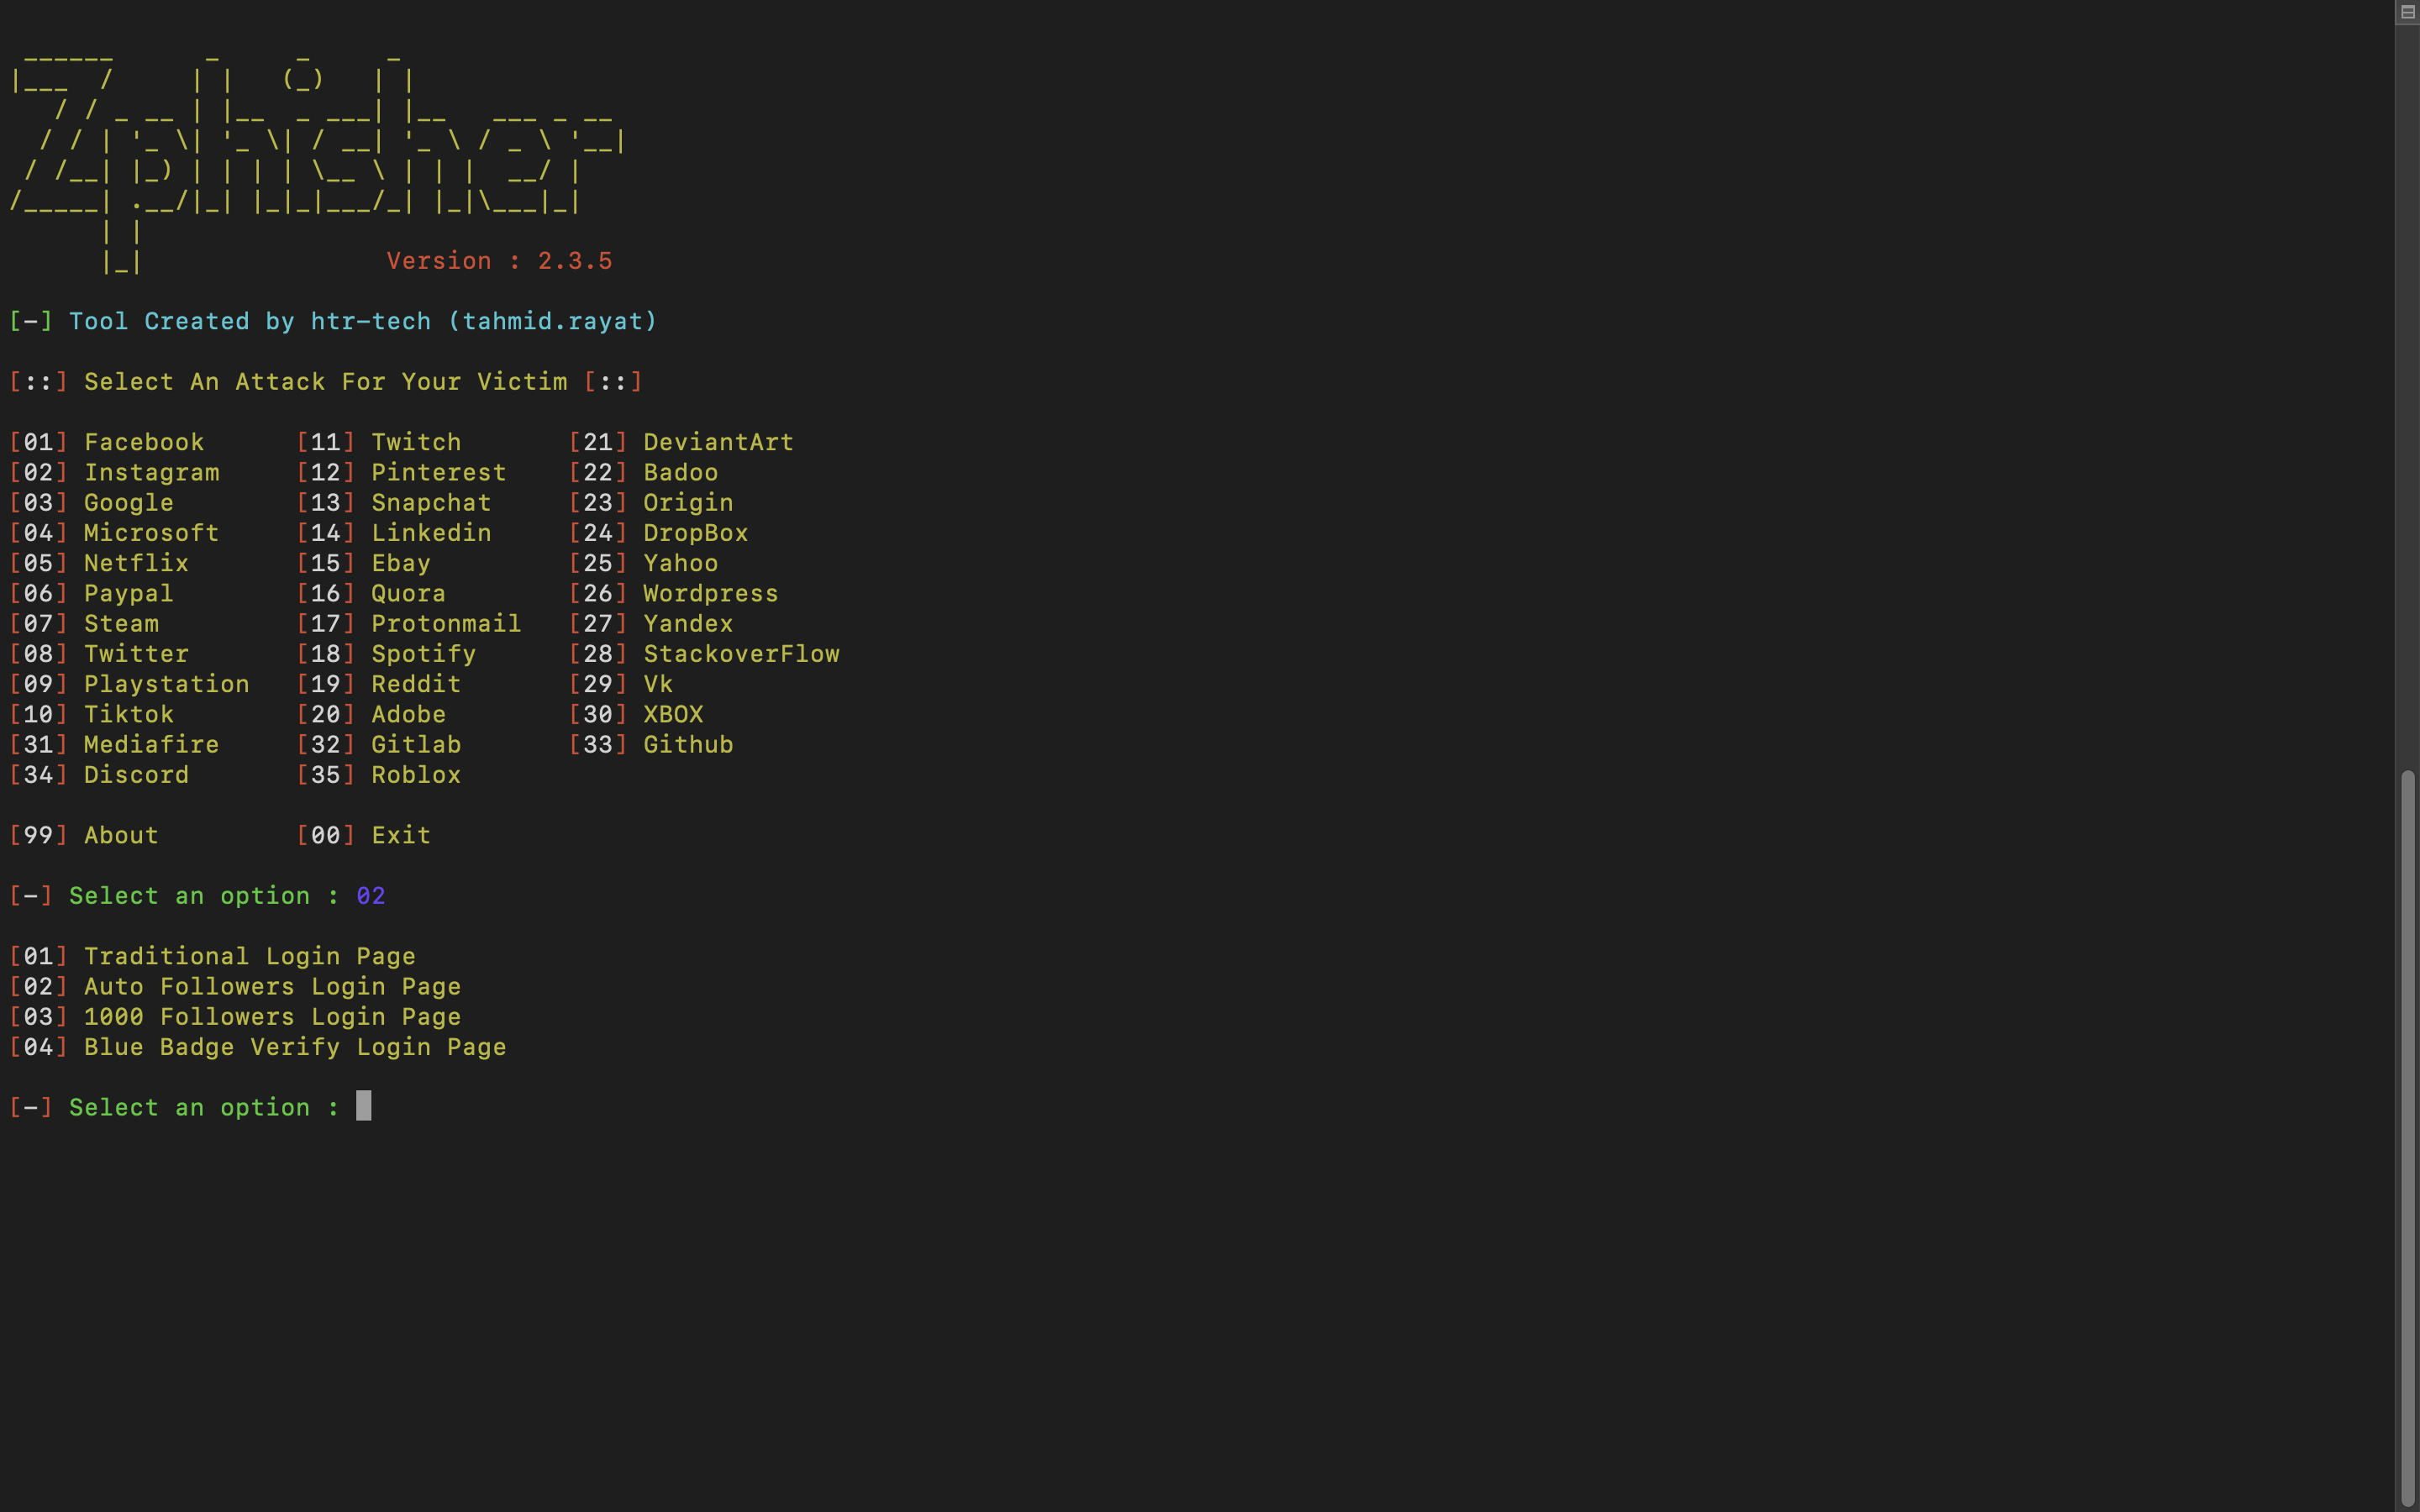 Zphisher
Version : 2.3.5
[-] Tool Created by htr-tech (tahmid.rayat)
[::] Select An Attack For Your Victim [::]
[01] Facebook [11] Twitch [21] DeviantArt
[02] Instagram [12] Pinterest [22] Badoo
[03] Google [13] Snapchat [23] Origin
[04] Microsoft [14] Linkedin [24] DropBox
[05] Netflix [15] Ebay [25] Yahoo
[06] Paypal [16] Quora [26] Wordpress
[07] Steam [17] Protonmail [27] Yandex
[08] Twitter [18] Spotify [28] StackoverFlow
[09] Playstation [19] Reddit [29] Vk
[10] Tiktok [20] Adobe [30] XBOX
[31] Mediafire [32] Gitlab [33] Github
[34] Discord [35] Roblox
[99] About [00] Exit
[-] Select an option : 02
[01] Traditional Login Page
[02] Auto Followers Login Page
[03] 1000 Followers Login Page
[04] Blue Badge Verify Login Page
[-] Select an option :